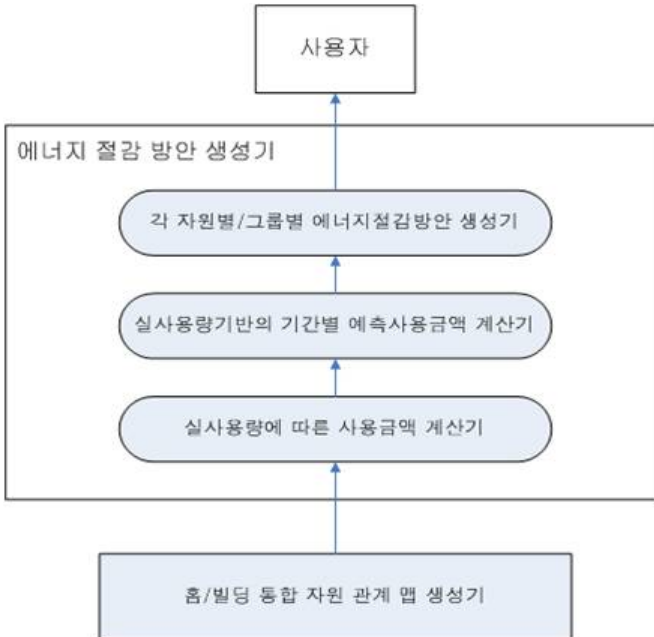 사용자
에너지 절감 방안 생성기
각 자원별/그룹별 에너지절감방안 생성기
실사용량기반의 기간별 예측사용금액 계산기
실사용량에 따른 사용금액 계산기
홈/빌딩 통합 자원 관계 맵 생성기